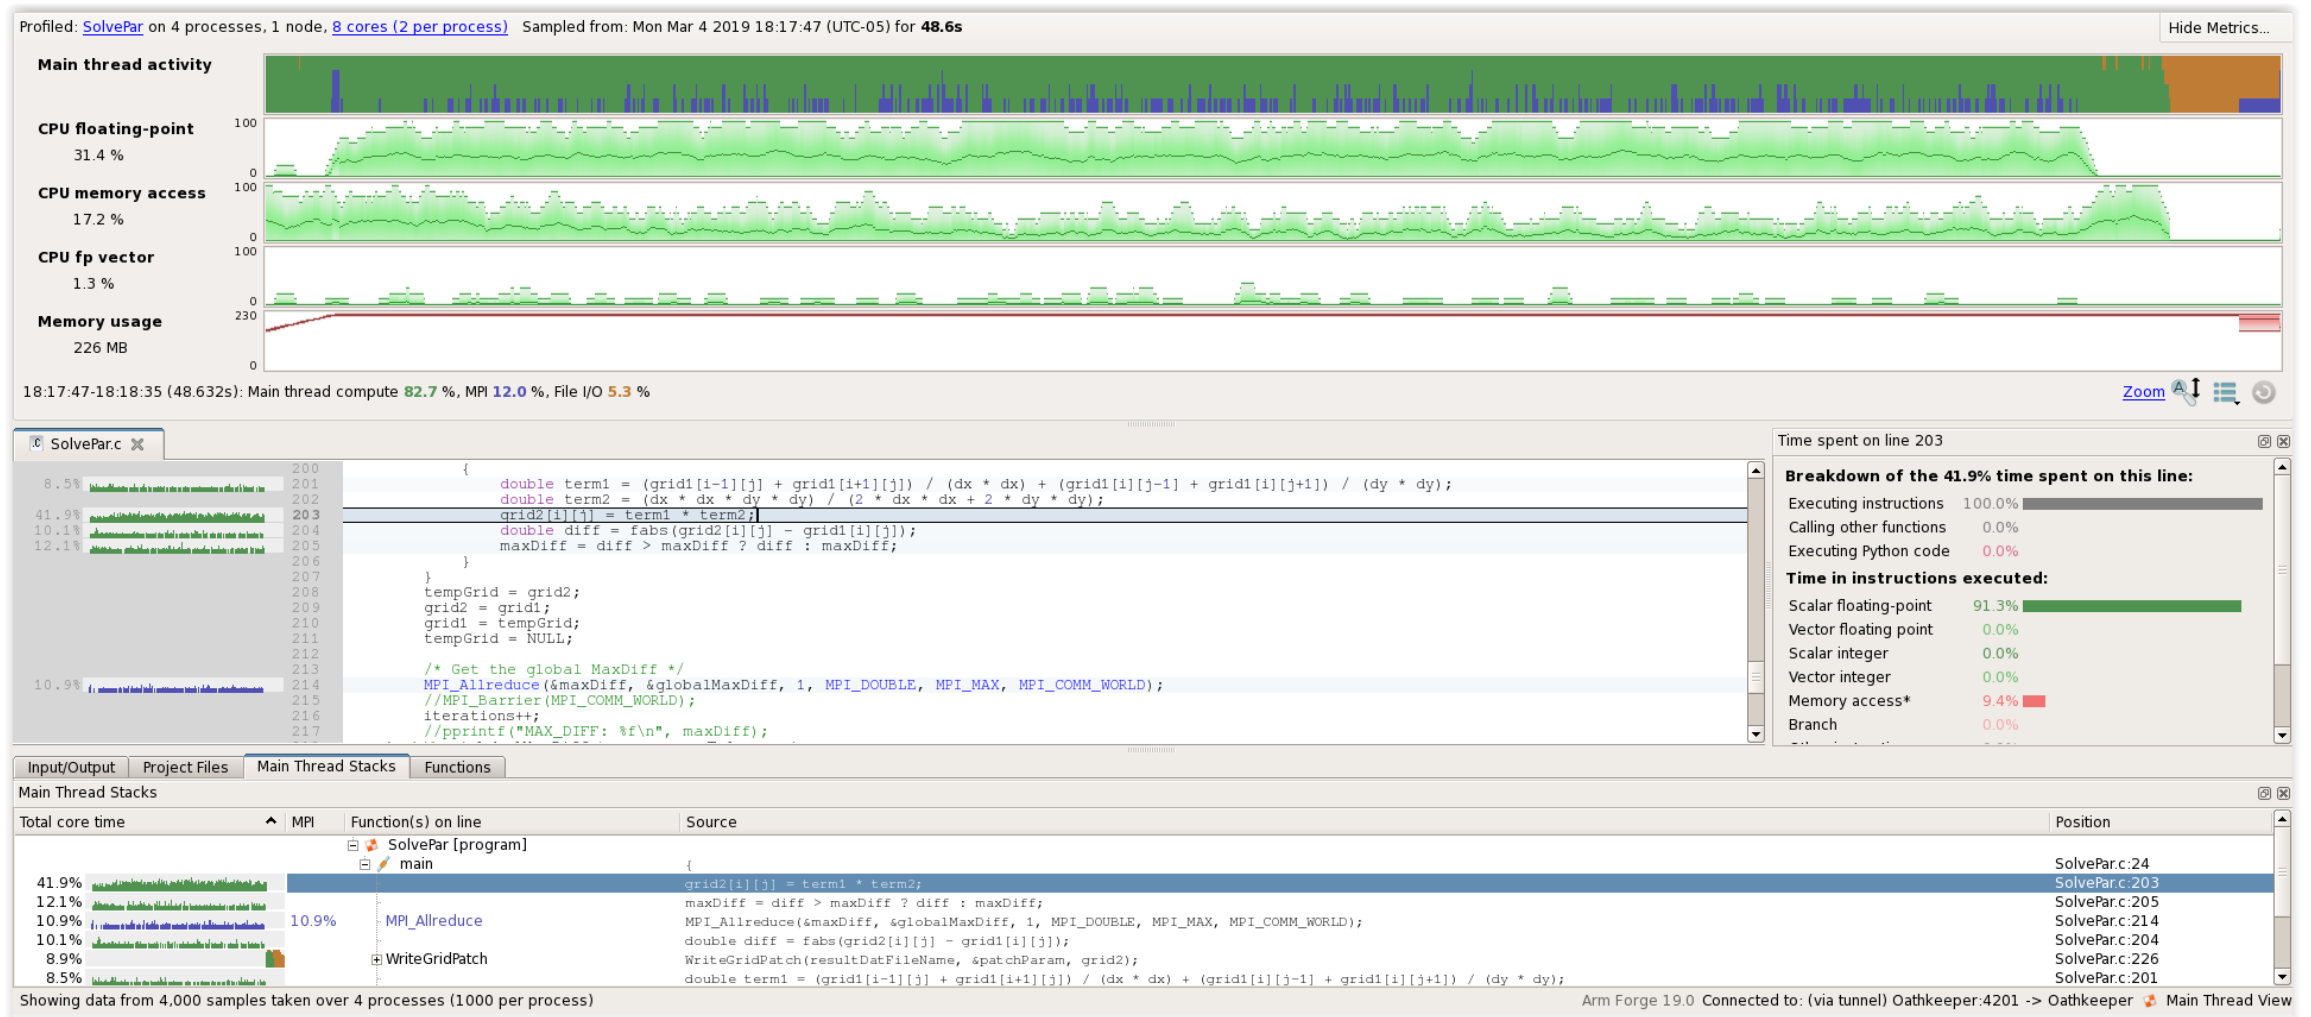 Profiled: SolvePar on 4 processes, 1 node, 8 cores (2 per process) Sampled from: Mon Mar 4 2019 18:17:47 (UTC-05) for 48.6s
Hide Metrics...
Main thread activity
CPU floating-point
31.4 %
100
0
CPU memory access
17.2 %
100
0
CPU fp vector
1.3 %
100
0
Memory usage
226 MB
230
0
18:17:47-18:18:35 (48.632s): Main thread compute 82.7 %, MPI 12.0 %, File I/O 5.3 %
Zoom
SolvePar.c
200 {
8.5% 201 double term1 = (grid1[i-1][j] + grid1[i+1][j]) / (dx * dx) + (grid1[i][j-1] + grid1[i][j+1]) / (dy * dy);
202 double term2 = (dx * dx * dy * dy) / (2 * dx * dx + 2 * dy * dy);
41.9% 203 grid2[i][j] = term1 * term2;
10.1% 204 double diff = fabs(grid2[i][j] - grid1[i][j]);
12.1% 205 maxDiff = diff > maxDiff ? diff : maxDiff;
206 }
207 }
208 tempGrid = grid2;
209 grid2 = grid1;
210 grid1 = tempGrid;
211 tempGrid = NULL;
212
213 /* Get the global MaxDiff */
10.9% 214 MPI_Allreduce(&maxDiff, &globalMaxDiff, 1, MPI_DOUBLE, MPI_MAX, MPI_COMM_WORLD);
215 //MPI_Barrier(MPI_COMM_WORLD);
216 iterations++;
217 //pprintf("MAX_DIFF: %f\n", maxDiff);
Time spent on line 203
Breakdown of the 41.9% time spent on this line:
Executing instructions 100.0%
Calling other functions 0.0%
Executing Python code 0.0%
Time in instructions executed:
Scalar floating-point 91.3%
Vector floating point 0.0%
Scalar integer 0.0%
Vector integer 0.0%
Memory access* 9.4%
Branch 0.0%
Input/Output Project Files Main Thread Stacks Functions
Main Thread Stacks
Total core time MPI Function(s) on line Source Position
SolvePar [program]
main { SolvePar.c:24
41.9% grid2[i][j] = term1 * term2; SolvePar.c:203
12.1% maxDiff = diff > maxDiff ? diff : maxDiff; SolvePar.c:205
10.9% 10.9% MPI_Allreduce MPI_Allreduce(&maxDiff, &globalMaxDiff, 1, MPI_DOUBLE, MPI_MAX, MPI_COMM_WORLD); SolvePar.c:214
10.1% double diff = fabs(grid2[i][j] - grid1[i][j]); SolvePar.c:204
8.9% WriteGridPatch WriteGridPatch(resultDatFileName, &patchParam, grid2); SolvePar.c:226
8.5% double term1 = (grid1[i-1][j] + grid1[i+1][j]) / (dx * dx) + (grid1[i][j-1] + grid1[i][j+1]) / (dy * dy); SolvePar.c:201
Showing data from 4,000 samples taken over 4 processes (1000 per process)
Arm Forge 19.0 Connected to: (via tunnel) Oathkeeper:4201 -> Oathkeeper Main Thread View